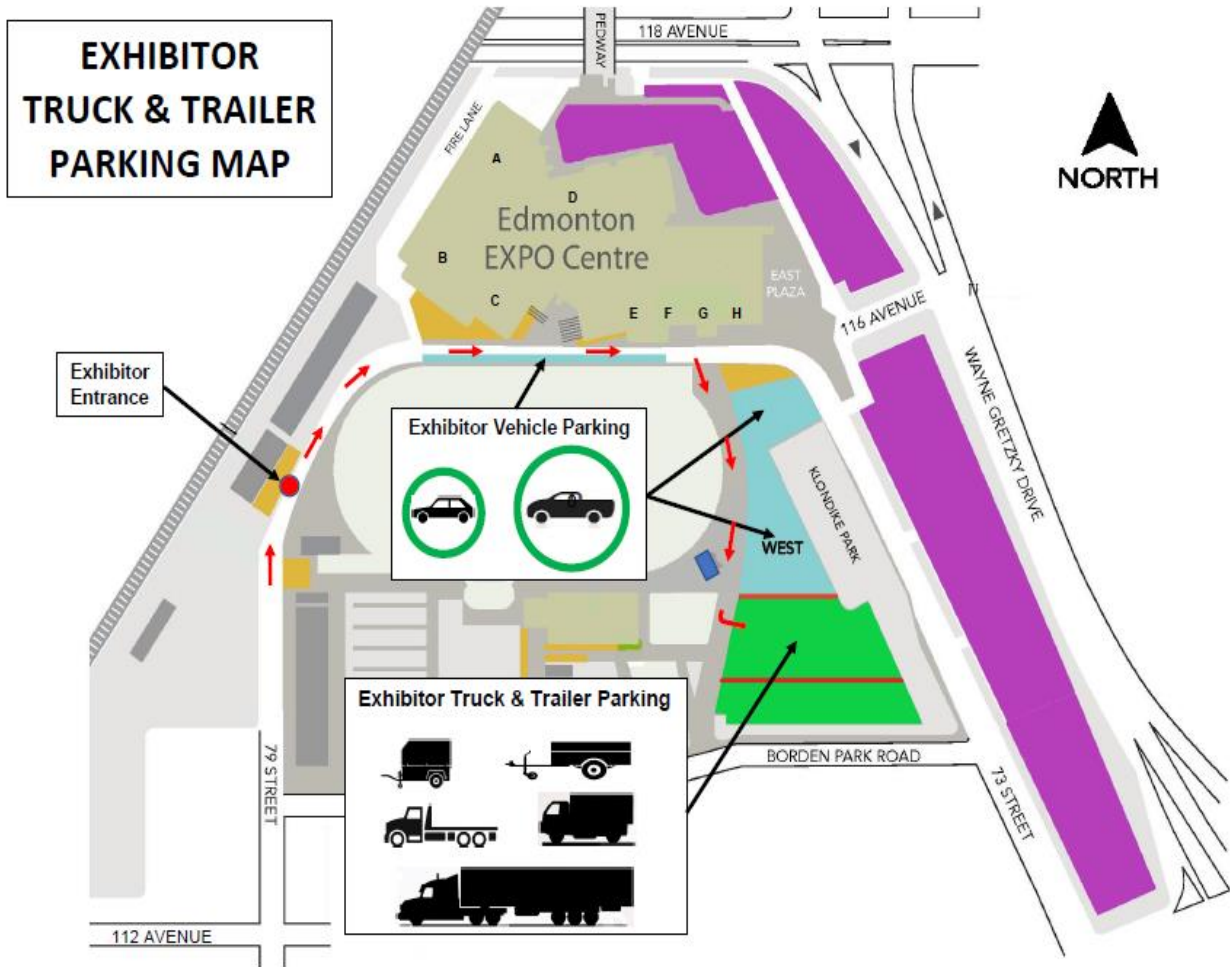 EXHIBITOR
TRUCK & TRAILER
PARKING MAP
118 AVENUE
PEDWAY
NORTH
FIRE LANE
A
D
Edmonton
EXPO Centre
B
C
E F G H
EAST
PLAZA
116 AVENUE
WAYNE GRETZKY DRIVE
Exhibitor
Entrance
Exhibitor Vehicle Parking
KLONDIKE PARK
WEST
Exhibitor Truck & Trailer Parking
BORDEN PARK ROAD
79 STREET
73 STREET
112 AVENUE